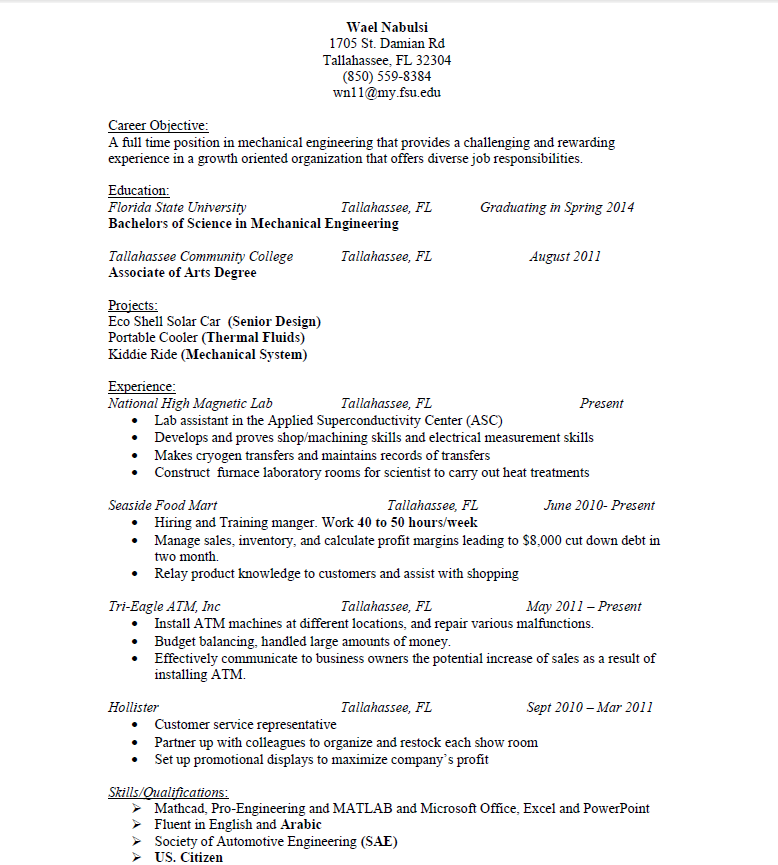 Wael Nabulsi
1705 St. Damian Rd
Tallahassee, FL 32304
(850) 559-8384
wn11@my.fsu.edu
Career Objective:
A full time position in mechanical engineering that provides a challenging and rewarding
experience in a growth oriented organization that offers diverse job responsibilities.
Education:
Florida State University Tallahassee, FL Graduating in Spring 2014
Bachelors of Science in Mechanical Engineering
Tallahassee Community College Tallahassee, FL August 2011
Associate of Arts Degree
Projects:
Eco Shell Solar Car (Senior Design)
Portable Cooler (Thermal Fluids)
Kiddie Ride (Mechanical System)
Experience:
National High Magnetic Lab Tallahassee, FL Present
• Lab assistant in the Applied Superconductivity Center (ASC)
• Develops and proves shop/machining skills and electrical measurement skills
• Makes cryogen transfers and maintains records of transfers
• Construct furnace laboratory rooms for scientist to carry out heat treatments
Seaside Food Mart Tallahassee, FL June 2010- Present
• Hiring and Training manger. Work 40 to 50 hours/week
• Manage sales, inventory, and calculate profit margins leading to $8,000 cut down debt in
two month.
• Relay product knowledge to customers and assist with shopping
Tri-Eagle ATM, Inc Tallahassee, FL May 2011 – Present
• Install ATM machines at different locations, and repair various malfunctions.
• Budget balancing, handled large amounts of money.
• Effectively communicate to business owners the potential increase of sales as a result of
installing ATM.
Hollister Tallahassee, FL Sept 2010 – Mar 2011
• Customer service representative
• Partner up with colleagues to organize and restock each show room
• Set up promotional displays to maximize company's profit
Skills/Qualifications:
➢ Mathcad, Pro-Engineering and MATLAB and Microsoft Office, Excel and PowerPoint
➢ Fluent in English and Arabic
➢ Society of Automotive Engineering (SAE)
➢ US. Citizen